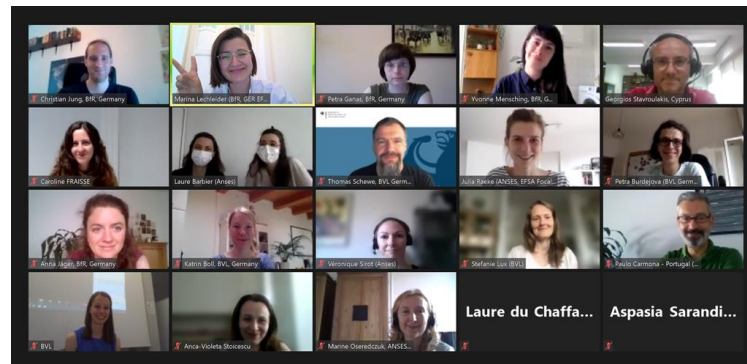 Christian Jung, BfR, Germany
Marina Lechleider (BfR, GER EF...
Petra Ganas, BfR, Germany
Yvonne Mensching, BfR, G...
Georgios Stavroulakis, Cyprus
Caroline FRAISSE
Laure Barbier (Anses)
Thomas Schewe, BVL Germ...
Julia Raeke (ANSES, EFSA Focal...
Petra Burdejova (BVL Germ...
Anna Jäger, BfR, Germany
Katrin Boll, BVL, Germany
Véronique Sirot (Anses)
Stefanie Lux (BVL)
Paulo Carmona - Portugal (...
BVL
Anca-Violeta Stoicescu
Marine Oseredczuk, ANSES...
Laure du Chaffa...
Aspasia Sarandi...